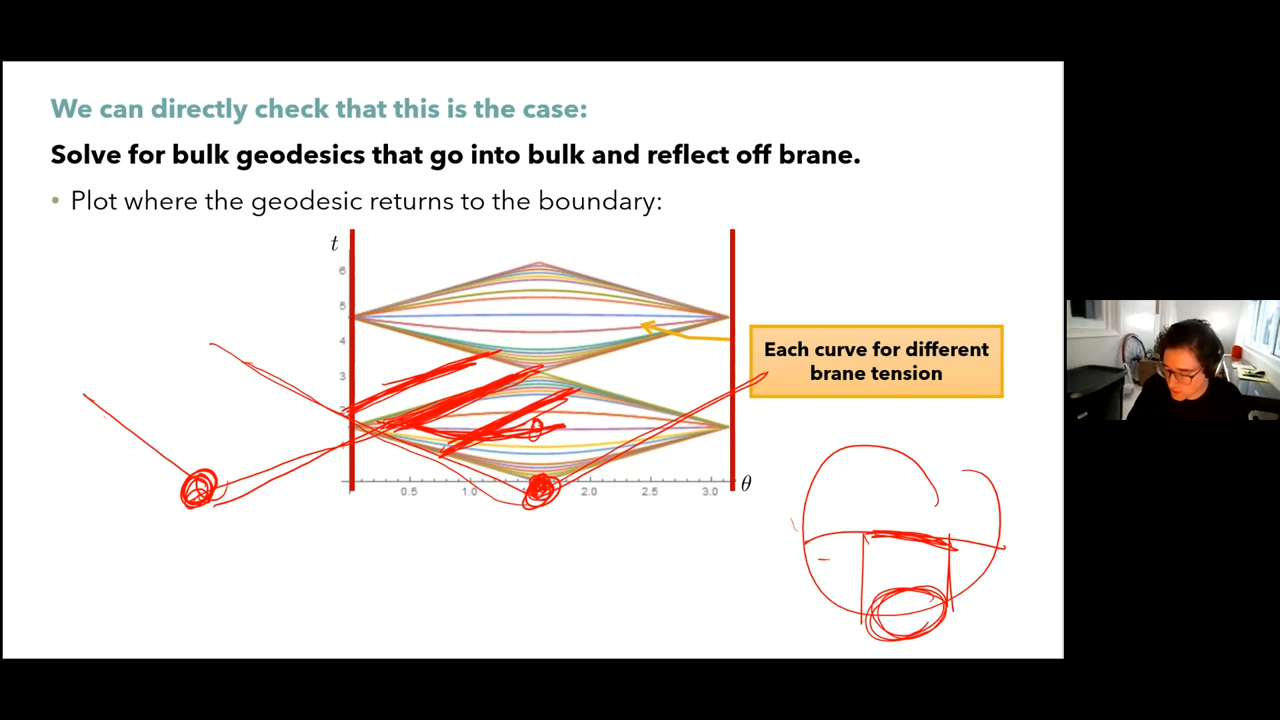 We can directly check that this is the case:
Solve for bulk geodesics that go into bulk and reflect off brane.
• Plot where the geodesic returns to the boundary:
t
6
5
4
3
2
Each curve for different
brane tension
0.5
1.0
2.0
2.5
3.0
θ